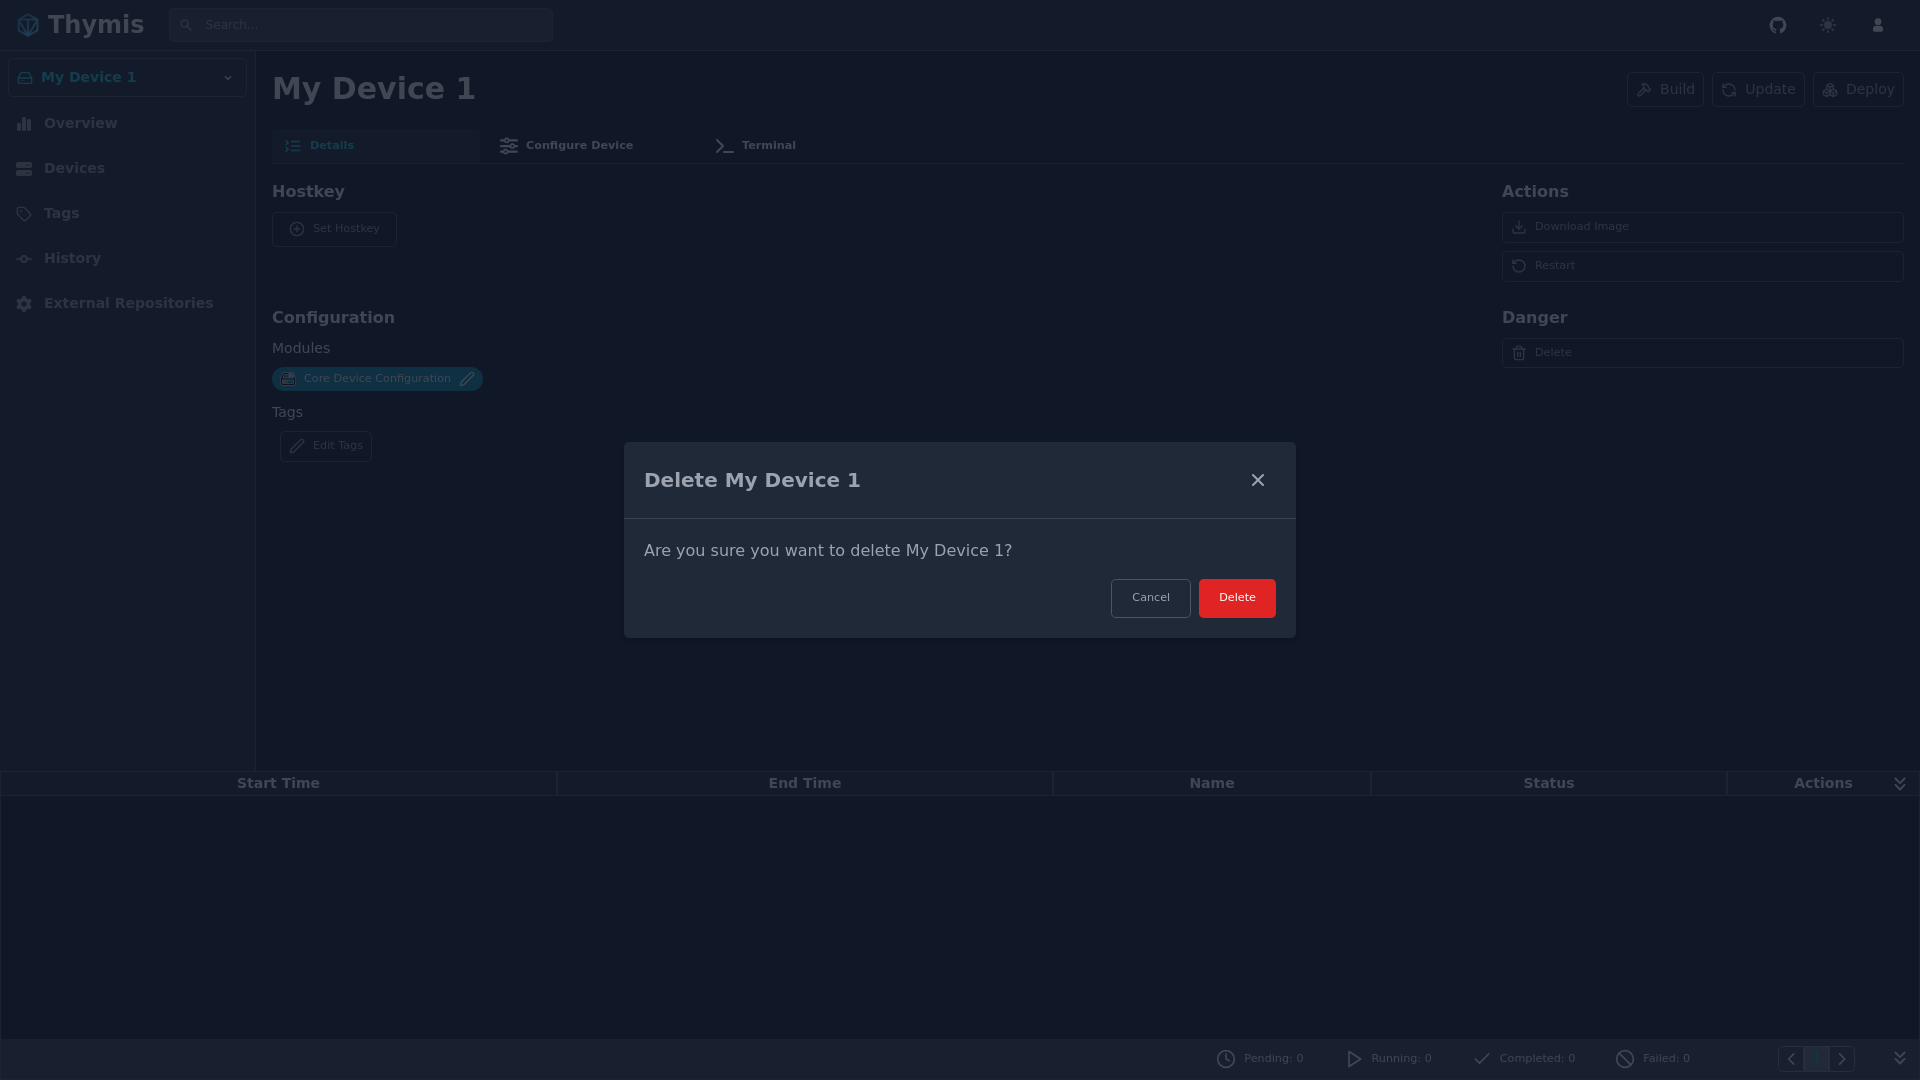 Thymis
Search...
My Device 1
Overview
Devices
Tags
History
External Repositories
My Device 1
Build
Update
Deploy
Details
Configure Device
Terminal
Hostkey
Set Hostkey
Actions
Download Image
Restart
Configuration
Modules
Core Device Configuration
Tags
Edit Tags
Danger
Delete
Delete My Device 1
Are you sure you want to delete My Device 1?
Cancel
Delete
Start Time
End Time
Name
Status
Actions
Pending: 0
Running: 0
Completed: 0
Failed: 0